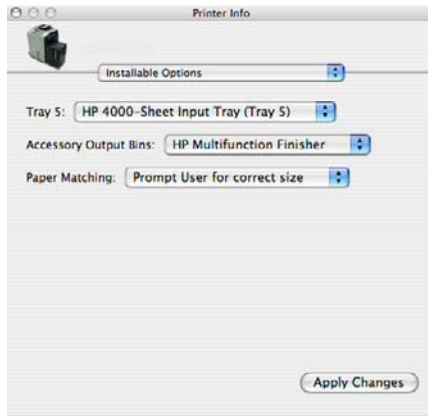 Printer Info
Installable Options
Tray 5: HP 4000-Sheet Input Tray (Tray 5)
Accessory Output Bins: HP Multifunction Finisher
Paper Matching: Prompt User for correct size
Apply Changes